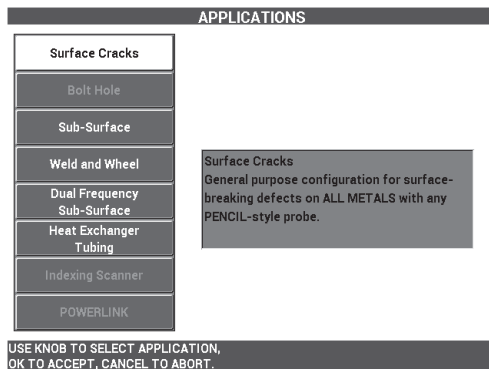 APPLICATIONS
Surface Cracks
Bolt Hole
Sub-Surface
Weld and Wheel
Dual Frequency
Sub-Surface
Heat Exchanger
Tubing
Indexing Scanner
POWERLINK
Surface Cracks
General purpose configuration for surface-
breaking defects on ALL METALS with any
PENCIL-style probe.
USE KNOB TO SELECT APPLICATION,
OK TO ACCEPT, CANCEL TO ABORT.